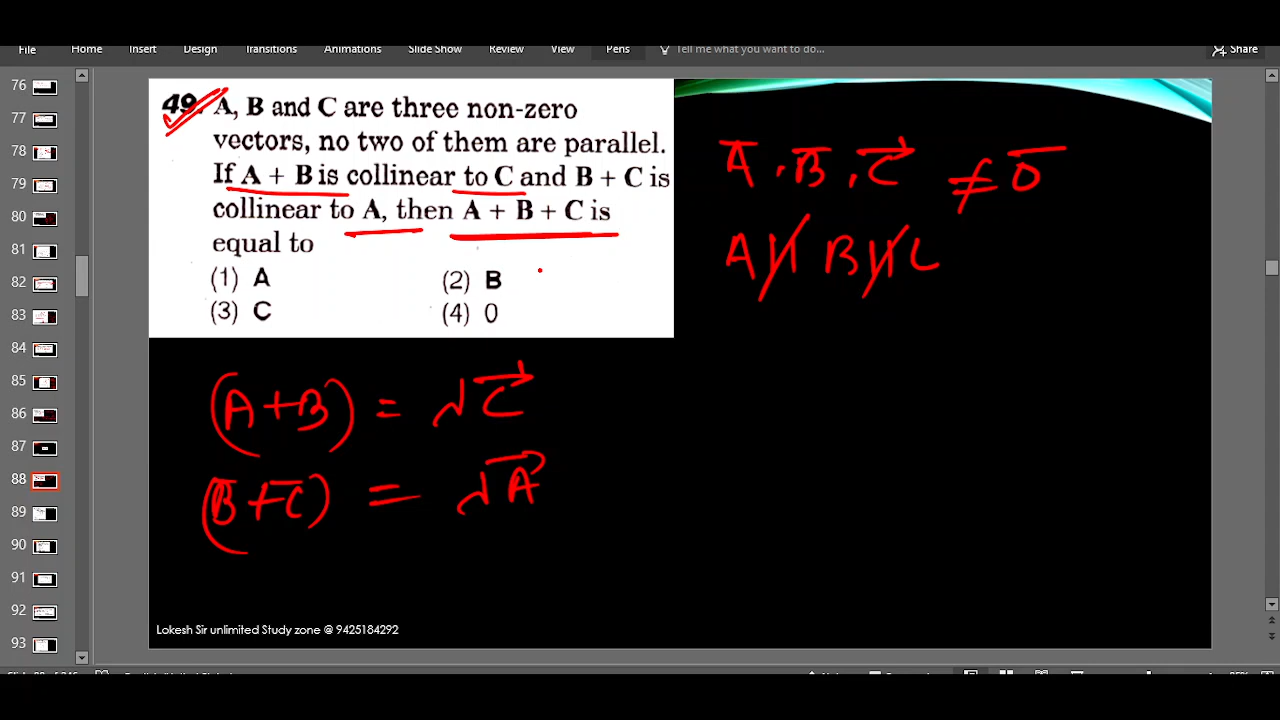 File Home Insert Design Transitions Animations Slide Show Review View Pens Tell me what you want to do... Share
76
77
78
79
80
81
82
83
84
85
86
87
88
89
90
91
92
93
49. A, B and C are three non-zero
vectors, no two of them are parallel.
If A + B is collinear to C and B + C is
collinear to A, then A + B + C is
equal to
(1) A (2) B
(3) C (4) 0
A, B, C ≠ 0
A ∦ B ∦ C
(A+B) = λC
(B+C) = λA
Lokesh Sir unlimited Study zone @ 9425184292